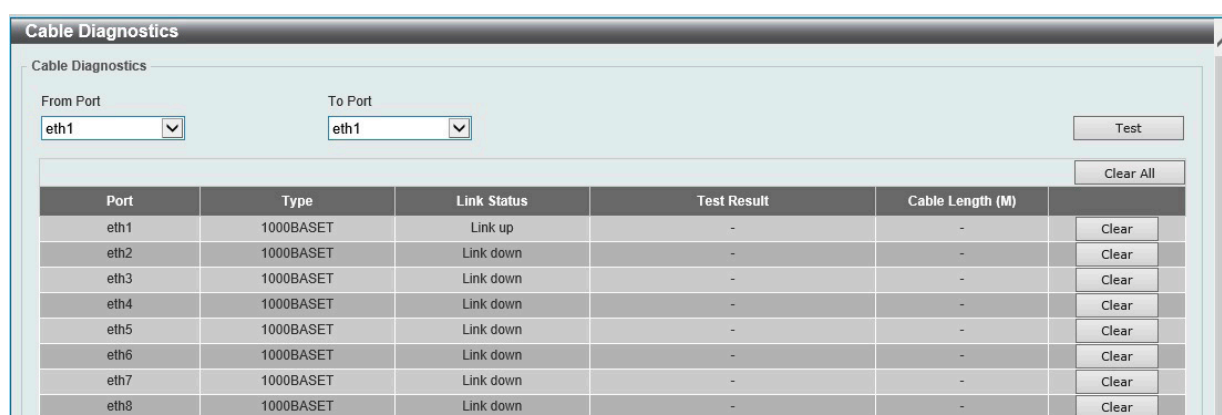 Cable Diagnostics
Cable Diagnostics
From Port To Port
eth1 eth1 Test
Clear All
Port Type Link Status Test Result Cable Length (M)
eth1 1000BASET Link up - - Clear
eth2 1000BASET Link down - - Clear
eth3 1000BASET Link down - - Clear
eth4 1000BASET Link down - - Clear
eth5 1000BASET Link down - - Clear
eth6 1000BASET Link down - - Clear
eth7 1000BASET Link down - - Clear
eth8 1000BASET Link down - - Clear